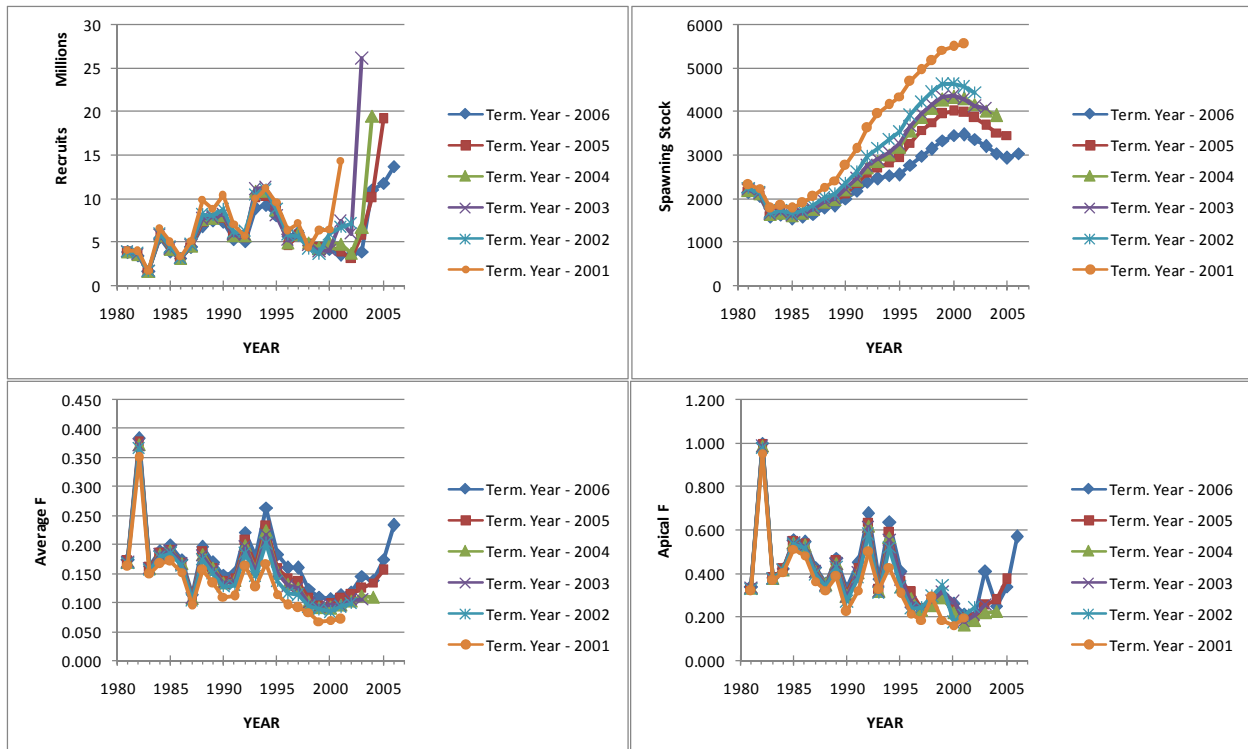 Recruits Millions
30
25
20
15
10
5
0
1980 1985 1990 1995 2000 2005
YEAR
Term. Year - 2006
Term. Year - 2005
Term. Year - 2004
Term. Year - 2003
Term. Year - 2002
Term. Year - 2001
Spawning Stock
6000
5000
4000
3000
2000
1000
0
1980 1985 1990 1995 2000 2005
YEAR
Term. Year - 2006
Term. Year - 2005
Term. Year - 2004
Term. Year - 2003
Term. Year - 2002
Term. Year - 2001
Average F
0.450
0.400
0.350
0.300
0.250
0.200
0.150
0.100
0.050
0.000
1980 1985 1990 1995 2000 2005
YEAR
Term. Year - 2006
Term. Year - 2005
Term. Year - 2004
Term. Year - 2003
Term. Year - 2002
Term. Year - 2001
Apical F
1.200
1.000
0.800
0.600
0.400
0.200
0.000
1980 1985 1990 1995 2000 2005
YEAR
Term. Year - 2006
Term. Year - 2005
Term. Year - 2004
Term. Year - 2003
Term. Year - 2002
Term. Year - 2001